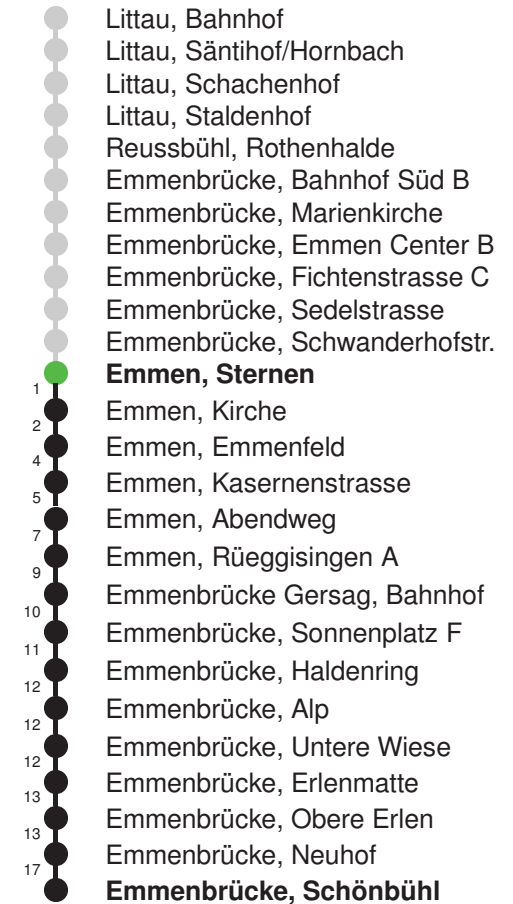 Littau, Bahnhof
Littau, Säntihof/Hornbach
Littau, Schachenhof
Littau, Staldenhof
Reussbühl, Rothenhalde
Emmenbrücke, Bahnhof Süd B
Emmenbrücke, Marienkirche
Emmenbrücke, Emmen Center B
Emmenbrücke, Fichtenstrasse C
Emmenbrücke, Sedelstrasse
Emmenbrücke, Schwanderhofstr.
Emmen, Sternen
1
Emmen, Kirche
2
Emmen, Emmenfeld
4
Emmen, Kasernenstrasse
5
Emmen, Abendweg
7
Emmen, Rüeggisingen A
9
Emmenbrücke Gersag, Bahnhof
10
Emmenbrücke, Sonnenplatz F
11
Emmenbrücke, Haldenring
12
Emmenbrücke, Alp
12
Emmenbrücke, Untere Wiese
12
Emmenbrücke, Erlenmatte
13
Emmenbrücke, Obere Erlen
13
Emmenbrücke, Neuhof
17
Emmenbrücke, Schönbühl